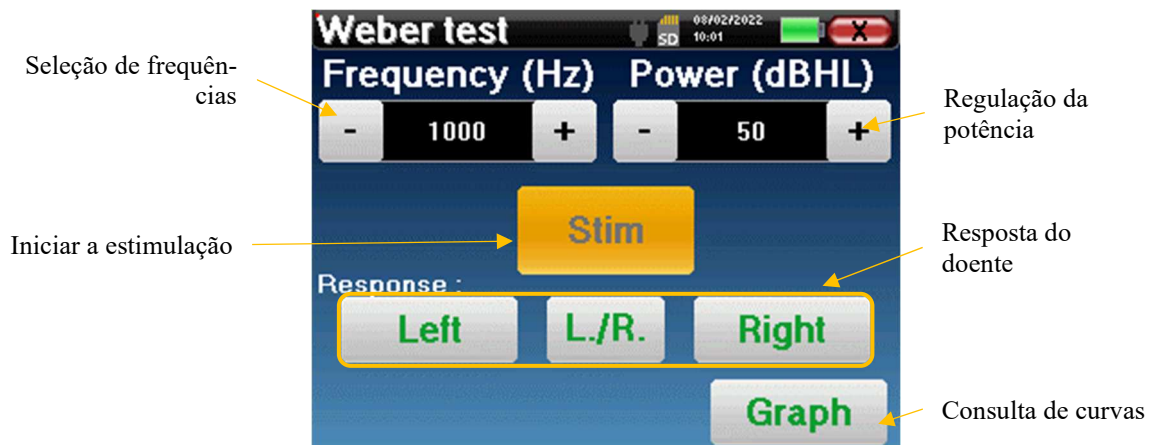 Weber test
SD
08/02/2022
10:01
X
Seleção de frequên-
cias
Frequency (Hz)
Power (dBHL)
- 1000 +
- 50 +
Regulação da
potência
Iniciar a estimulação
Stim
Resposta do
doente
Response :
Left
L./R.
Right
Graph
Consulta de curvas